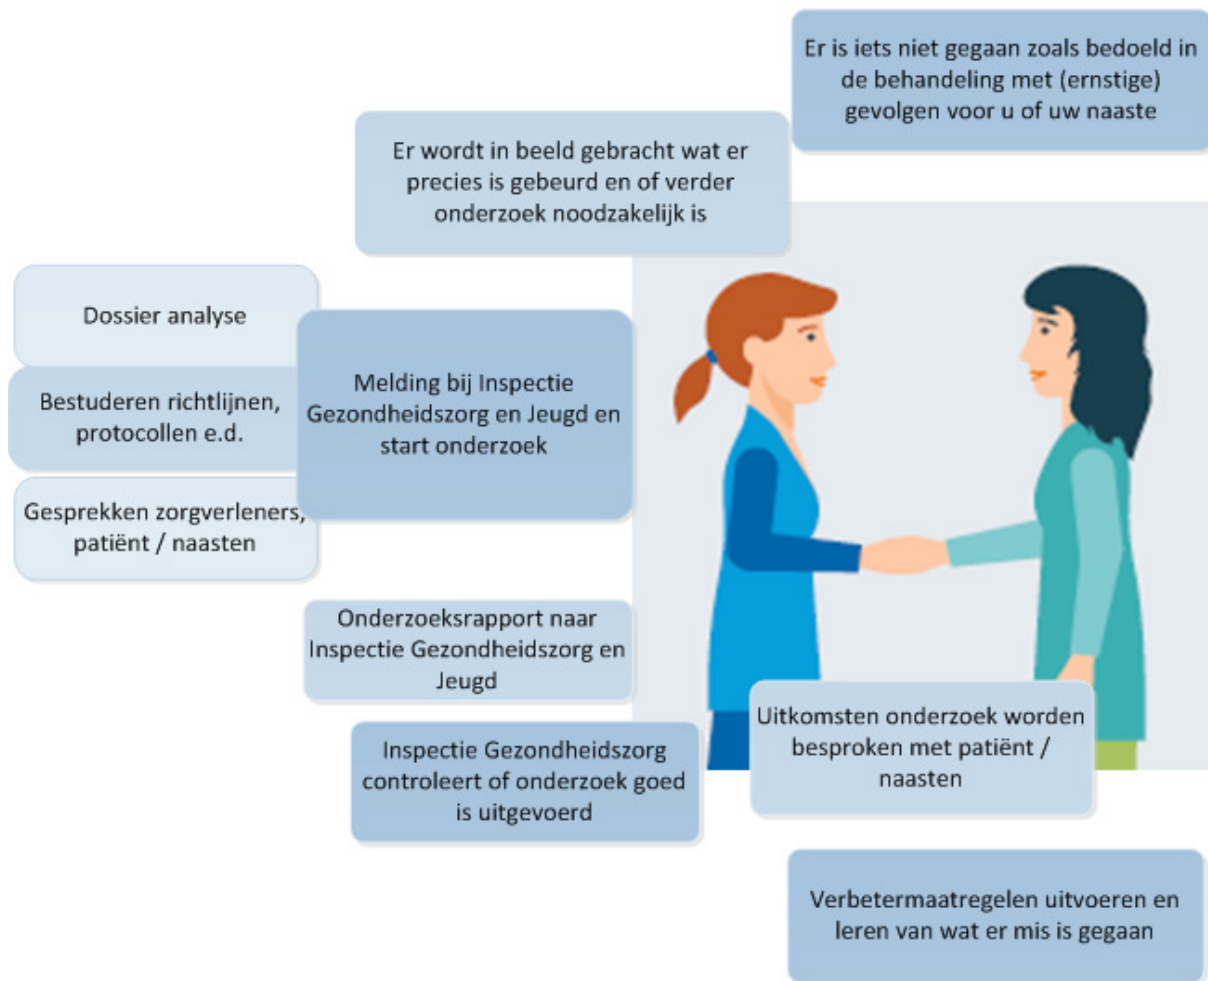 Er is iets niet gegaan zoals bedoeld in
de behandeling met (ernstige)
gevolgen voor u of uw naaste
Er wordt in beeld gebracht wat er
precies is gebeurd en of verder
onderzoek noodzakelijk is
Melding bij Inspectie
Gezondheidszorg en Jeugd en
start onderzoek
Dossier analyse
Bestuderen richtlijnen,
protocollen e.d.
Gesprekken zorgverleners,
patiënt / naasten
Onderzoeksrapport naar
Inspectie Gezondheidszorg en
Jeugd
Inspectie Gezondheidszorg
controleert of onderzoek goed
is uitgevoerd
Uitkomsten onderzoek worden
besproken met patiënt /
naasten
Verbetermaatregelen uitvoeren en
leren van wat er mis is gegaan